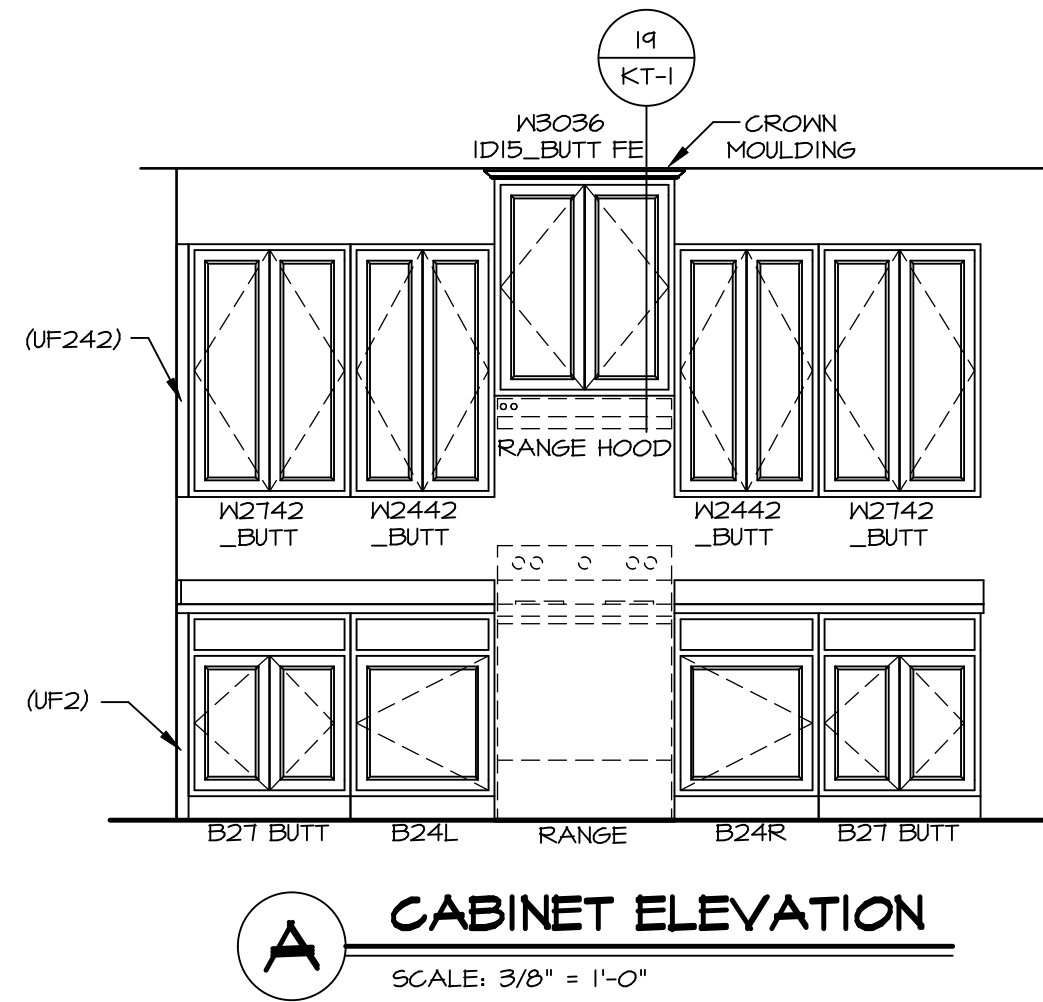 19
KT-1
W3036
1D15_BUTT FE
CROWN
MOULDING
(UF242)
RANGE HOOD
W2742
_BUTT
W2442
_BUTT
W2442
_BUTT
W2742
_BUTT
(UF2)
B27 BUTT
B24L
RANGE
B24R
B27 BUTT
A
CABINET ELEVATION
SCALE: 3/8" = 1'-0"